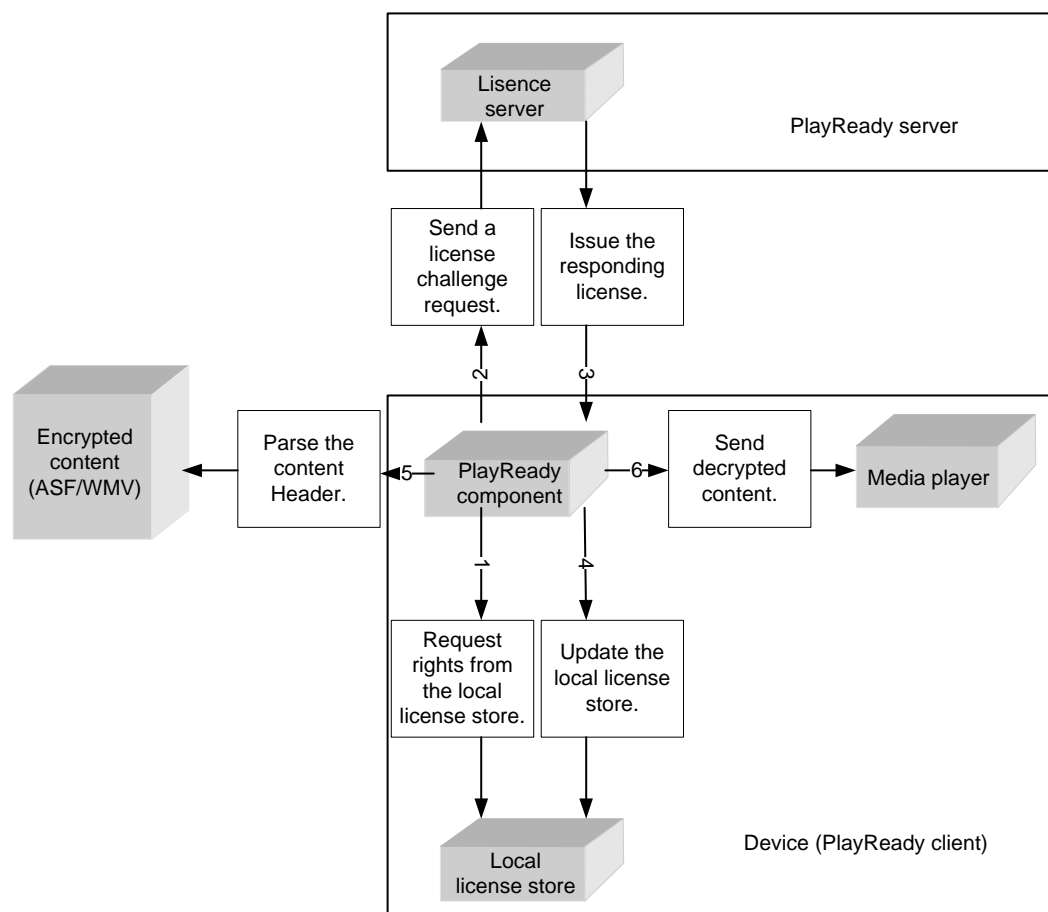 Lisence
server
PlayReady server
Send a
license
challenge
request.
Issue the
responding
license.
2
3
Encrypted
content
(ASF/WMV)
Parse the
content
Header.
5
PlayReady
component
6
Send
decrypted
content.
Media player
1
4
Request
rights from
the local
license store.
Update the
local license
store.
Local
license store
Device (PlayReady client)